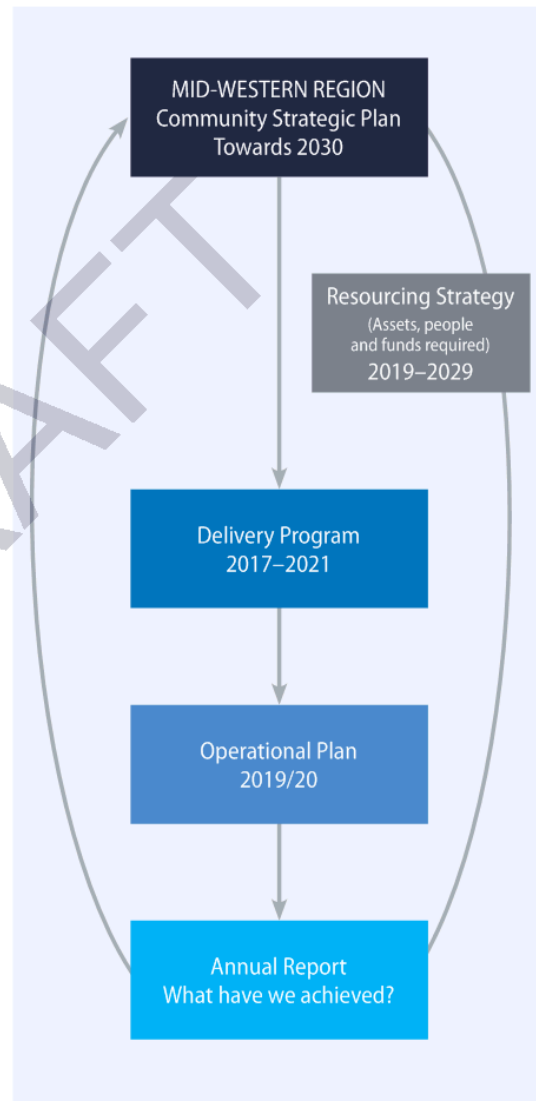 MID-WESTERN REGION
Community Strategic Plan
Towards 2030
Resourcing Strategy
(Assets, people
and funds required)
2019–2029
Delivery Program
2017–2021
Operational Plan
2019/20
Annual Report
What have we achieved?
RAFT